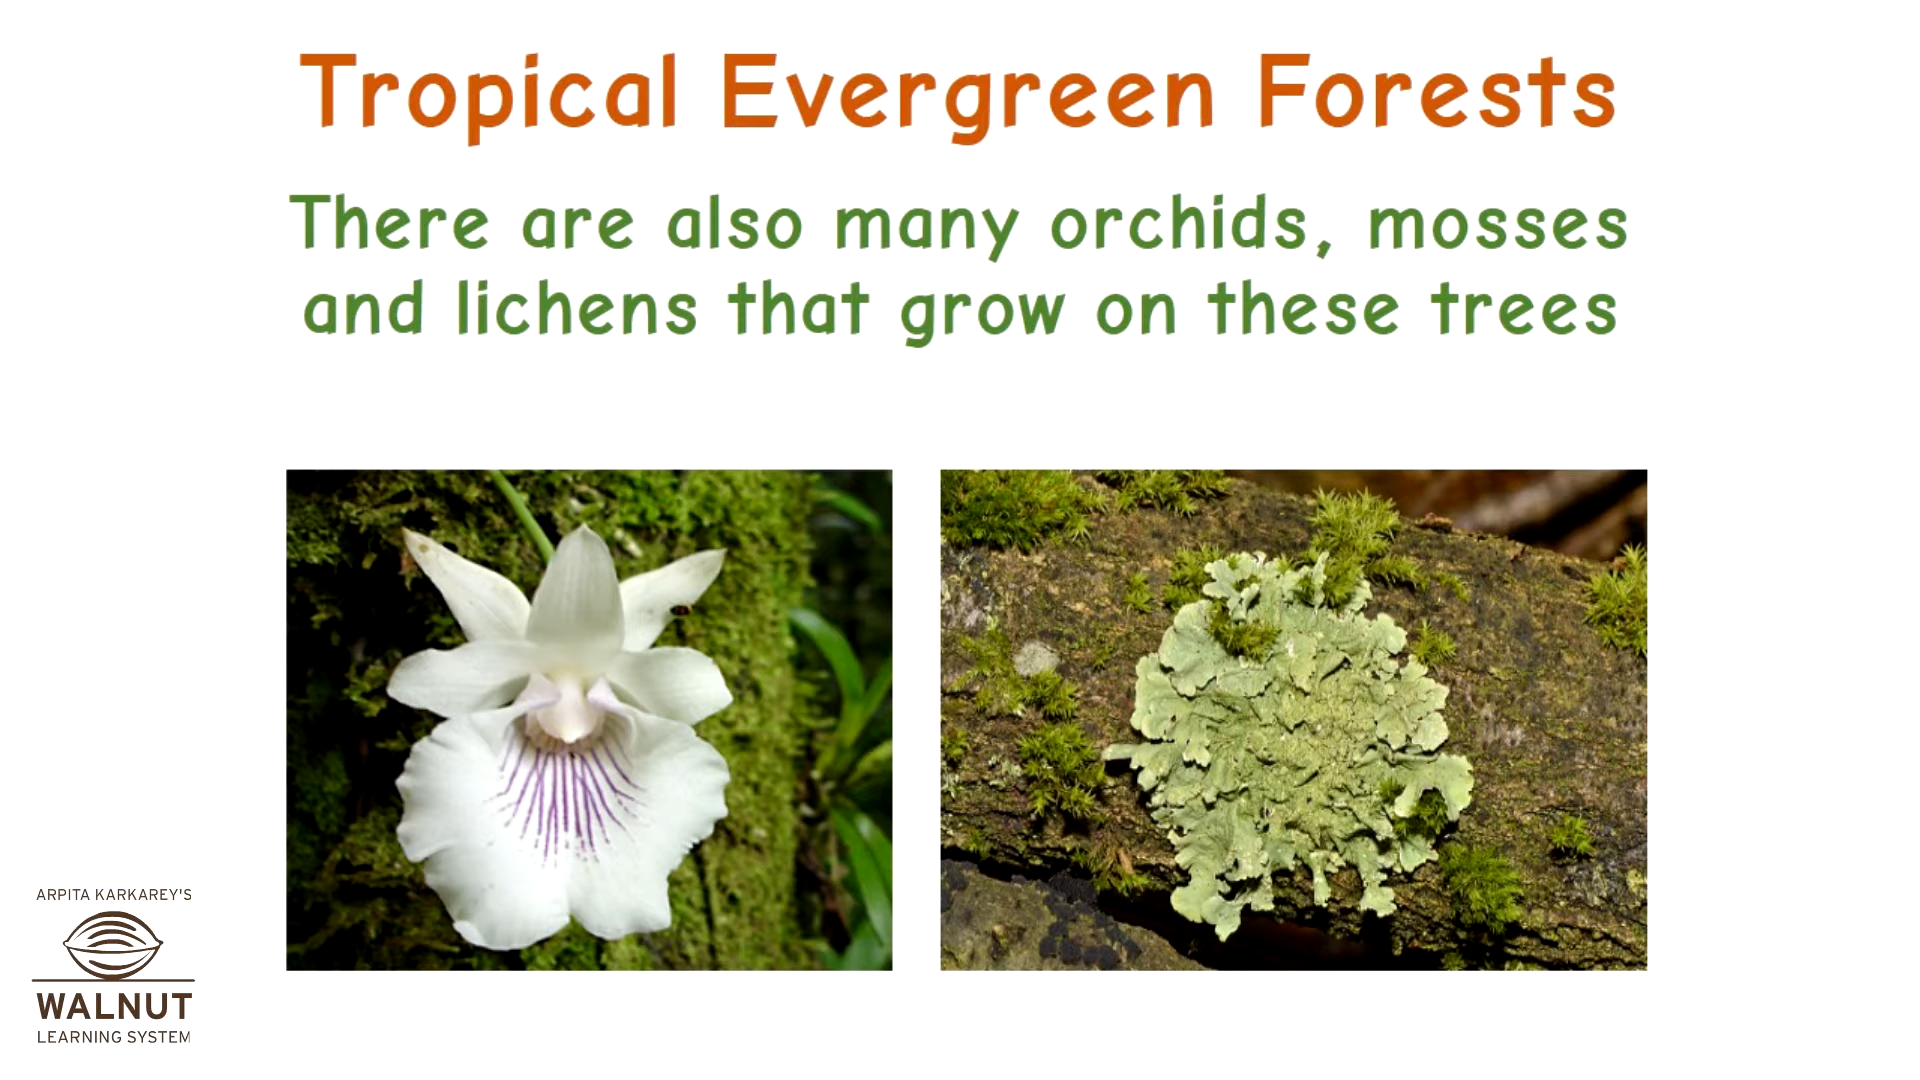 Tropical Evergreen Forests
There are also many orchids, mosses
and lichens that grow on these trees
ARPITA KARKAREY'S
WALNUT
LEARNING SYSTEM